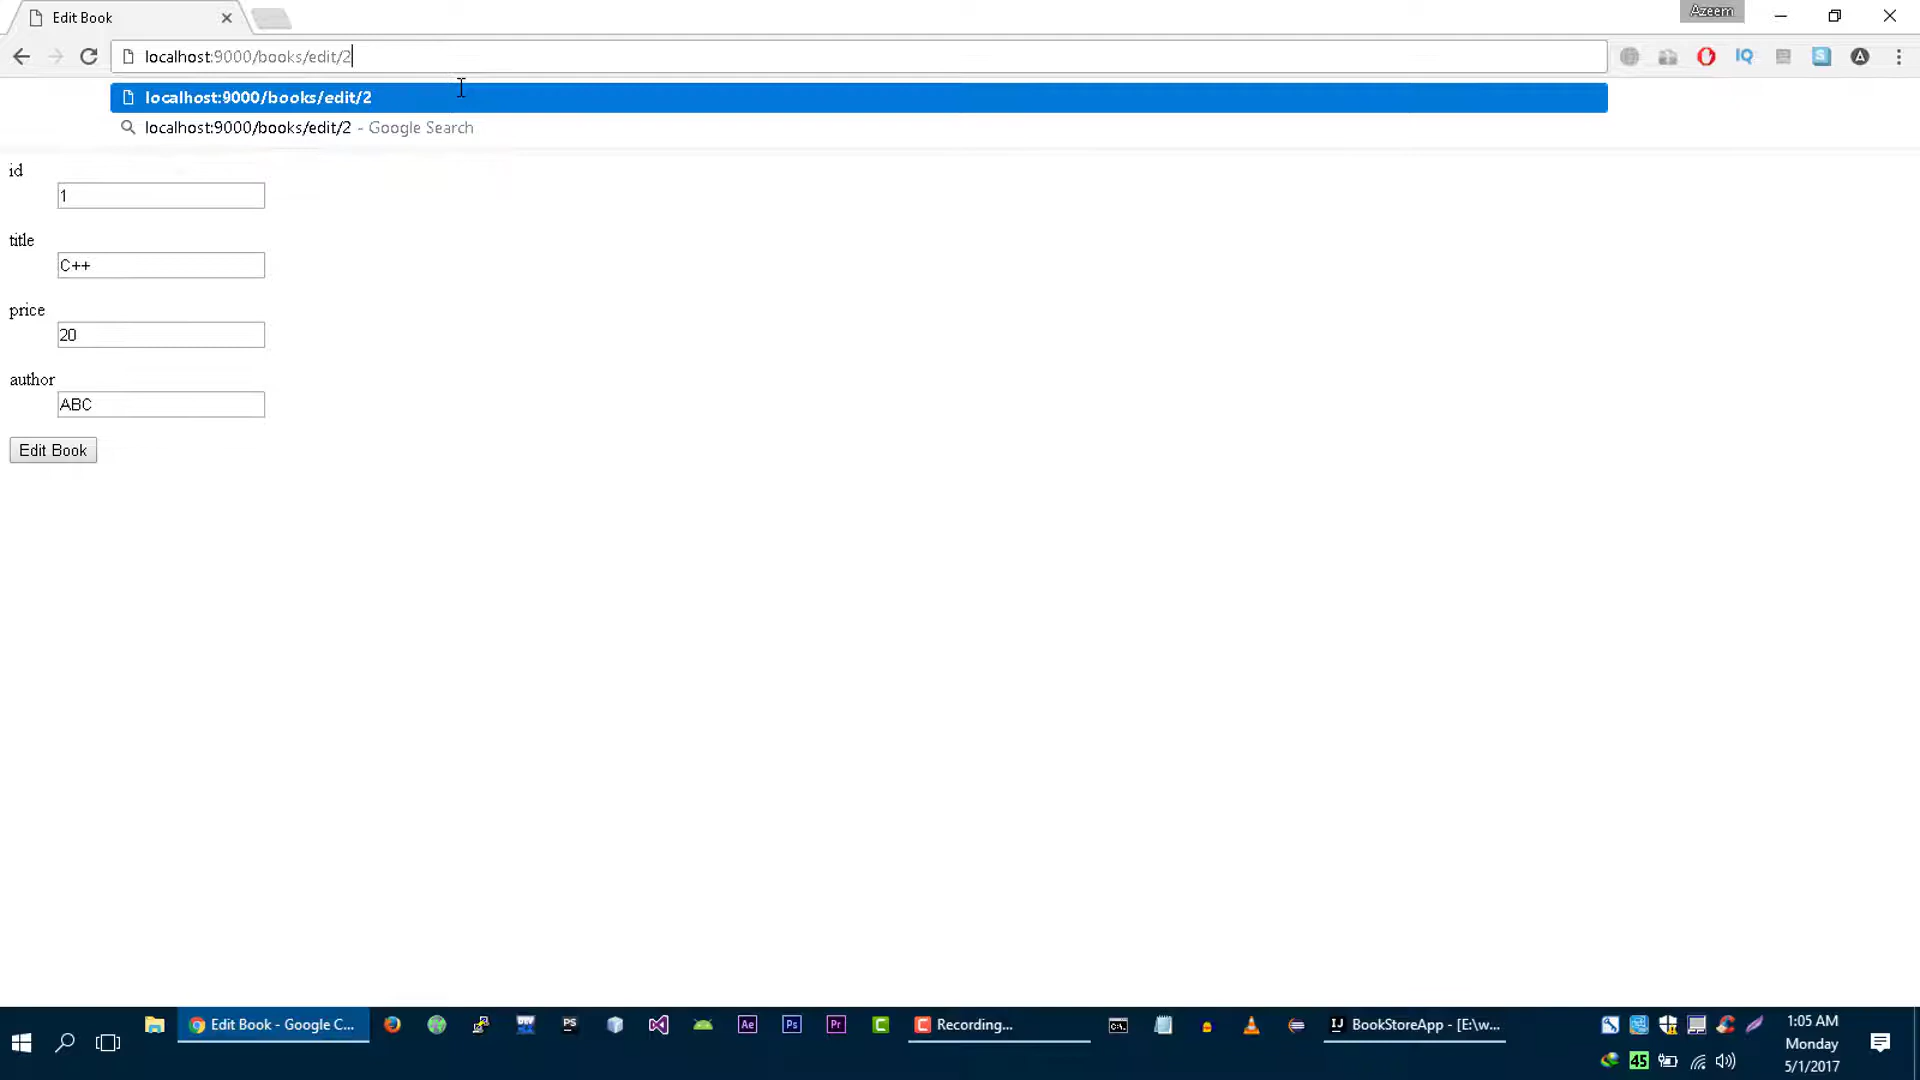 Edit Book
Azeem
localhost:9000/books/edit/2
localhost:9000/books/edit/2
localhost:9000/books/edit/2 - Google Search
id
1
title
C++
price
20
author
ABC
Edit Book
Edit Book - Google C...
Recording...
BookStoreApp - [E:\w...
1:05 AM
Monday
5/1/2017
45